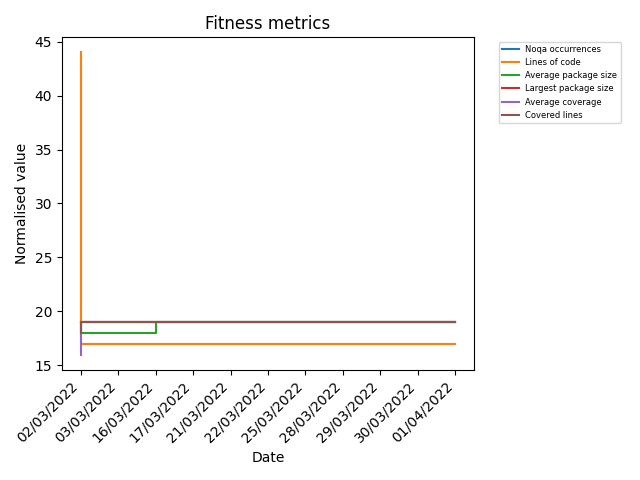 Fitness metrics
45
40
35
30
25
20
15
Normalised value
02/03/2022
03/03/2022
16/03/2022
17/03/2022
21/03/2022
22/03/2022
25/03/2022
28/03/2022
29/03/2022
30/03/2022
01/04/2022
Date
Noqa occurrences
Lines of code
Average package size
Largest package size
Average coverage
Covered lines